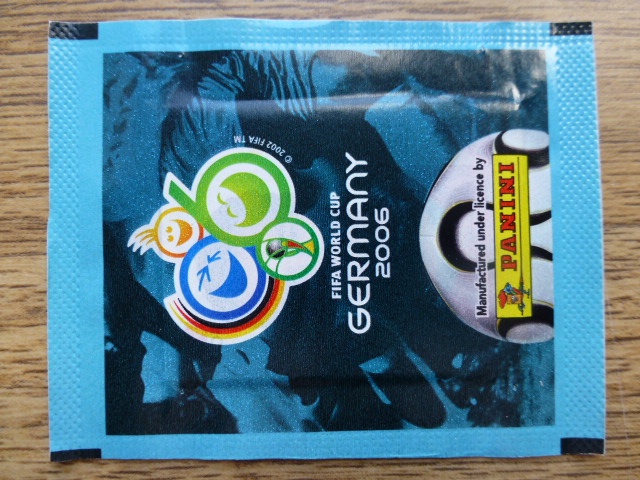 © 2002 FIFA TM
FIFA WORLD CUP
GERMANY
2006
Manufactured under licence by
PANINI